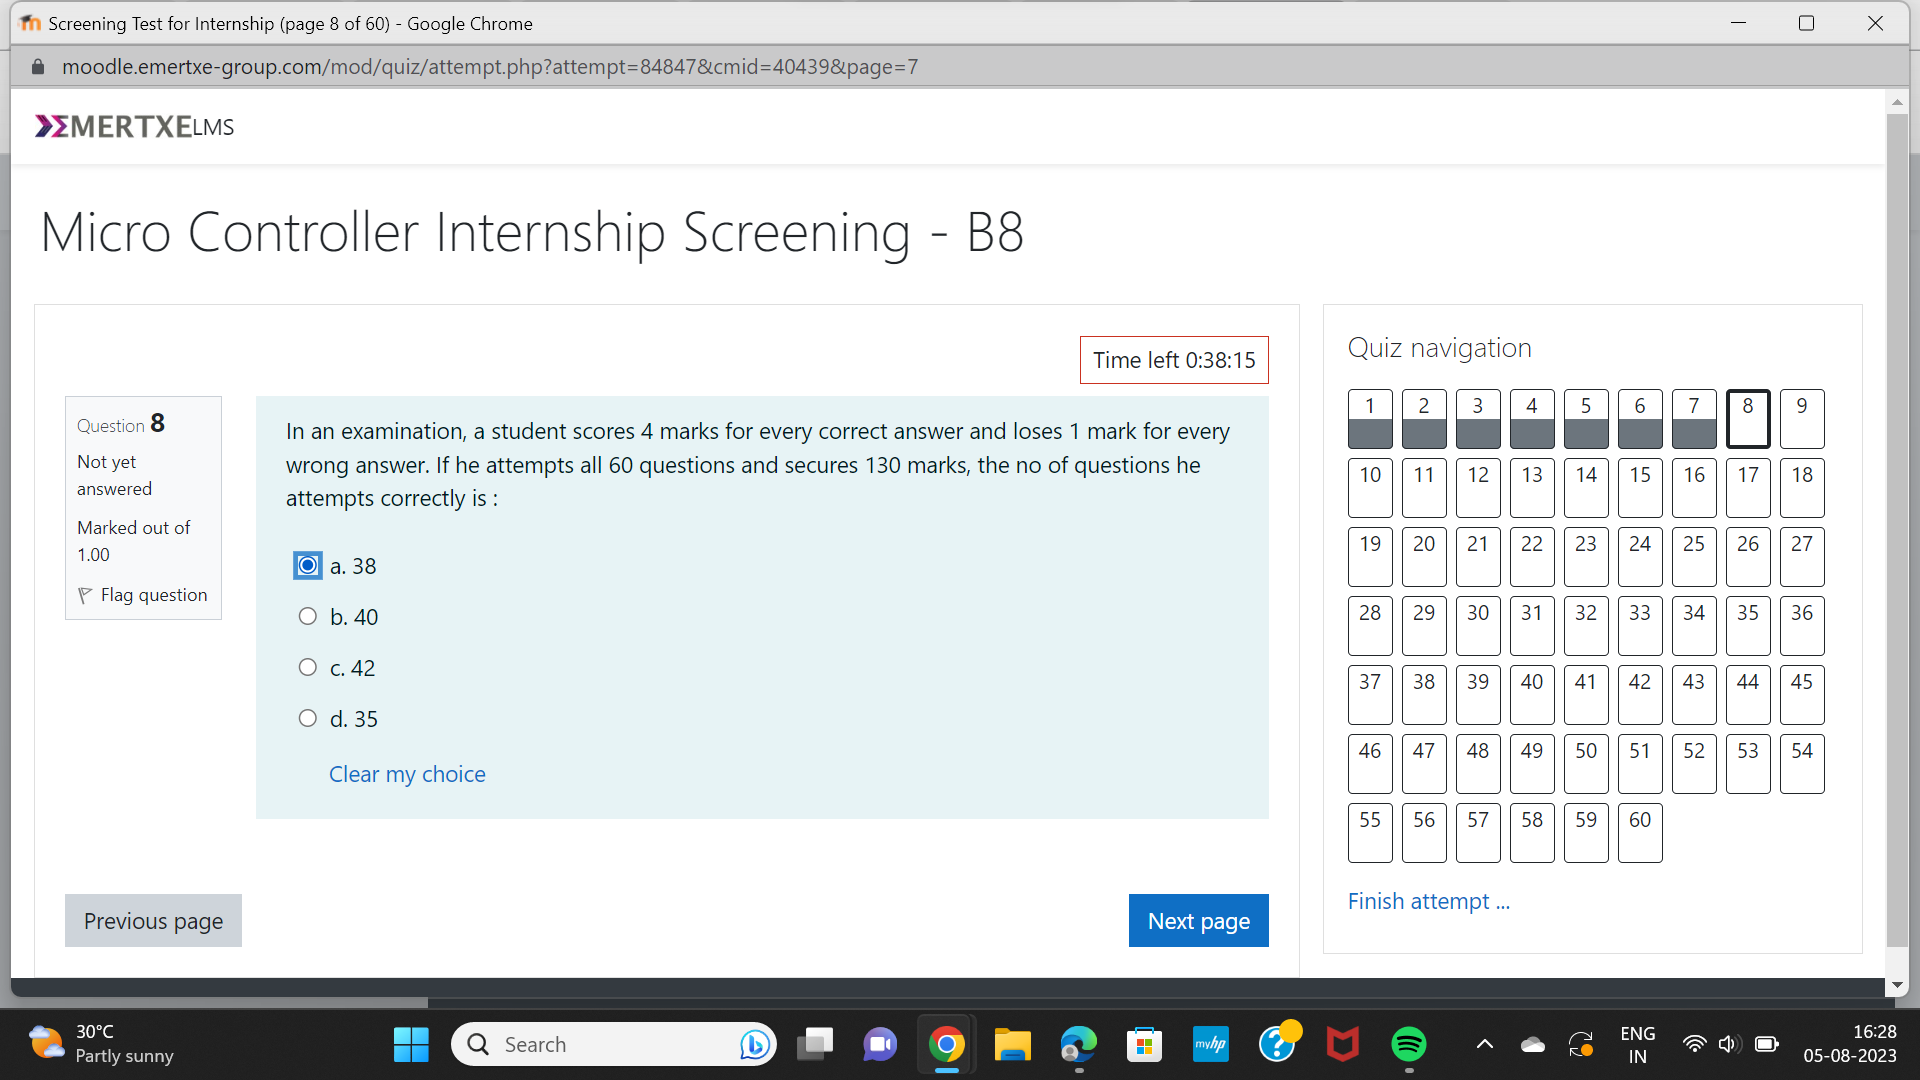 Screening Test for Internship (page 8 of 60) - Google Chrome
moodle.emertxe-group.com/mod/quiz/attempt.php?attempt=84847&cmid=40439&page=7
EMERTXE LMS
Micro Controller Internship Screening - B8
Time left 0:38:15
Question 8
Not yet
answered
Marked out of
1.00
Flag question
In an examination, a student scores 4 marks for every correct answer and loses 1 mark for every
wrong answer. If he attempts all 60 questions and secures 130 marks, the no of questions he
attempts correctly is :
a. 38
b. 40
c. 42
d. 35
Clear my choice
Previous page
Next page
Quiz navigation
1 2 3 4 5 6 7 8 9
10 11 12 13 14 15 16 17 18
19 20 21 22 23 24 25 26 27
28 29 30 31 32 33 34 35 36
37 38 39 40 41 42 43 44 45
46 47 48 49 50 51 52 53 54
55 56 57 58 59 60
Finish attempt ...
30°C
Partly sunny
Search
myhp
ENG
IN
16:28
05-08-2023